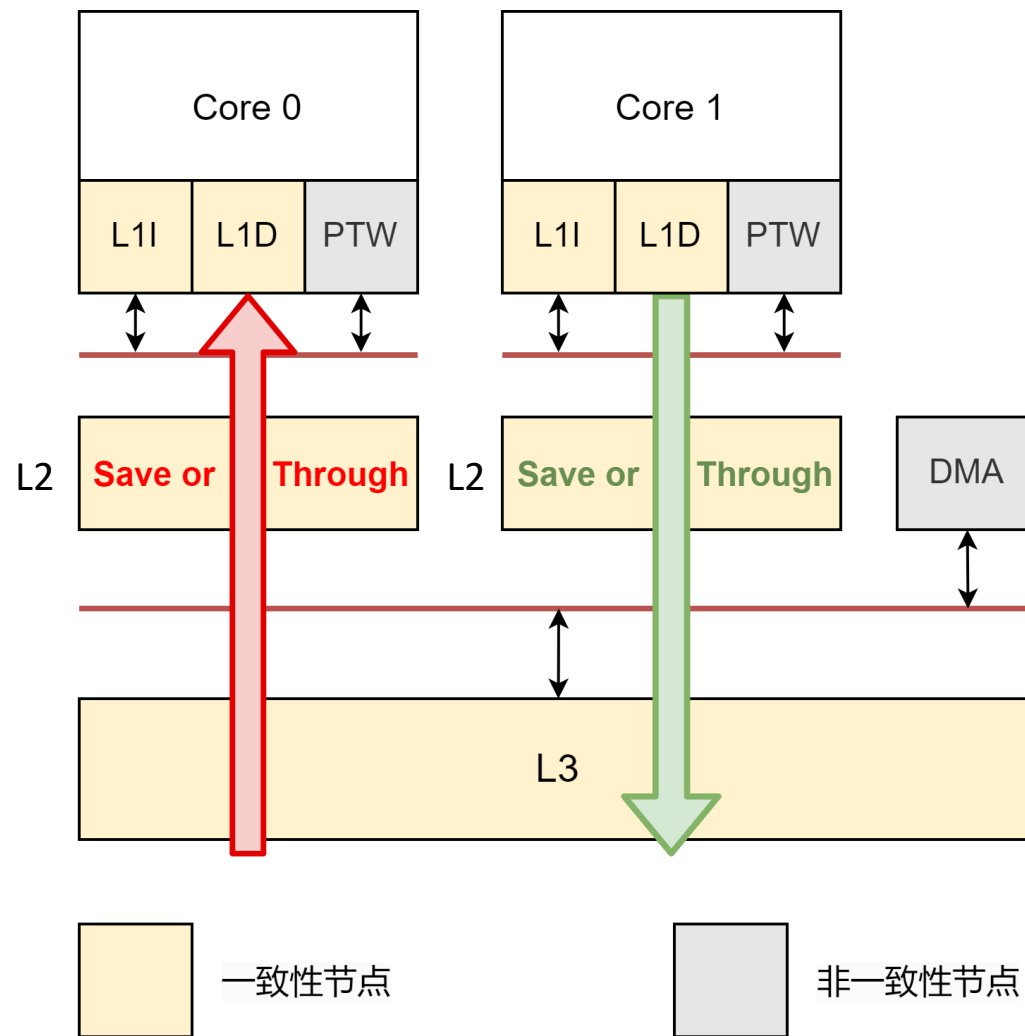 Core 0
Core 1
L1I L1D PTW
L1I L1D PTW
L2 Save or Through
L2 Save or Through
DMA
L3
一致性节点
非一致性节点